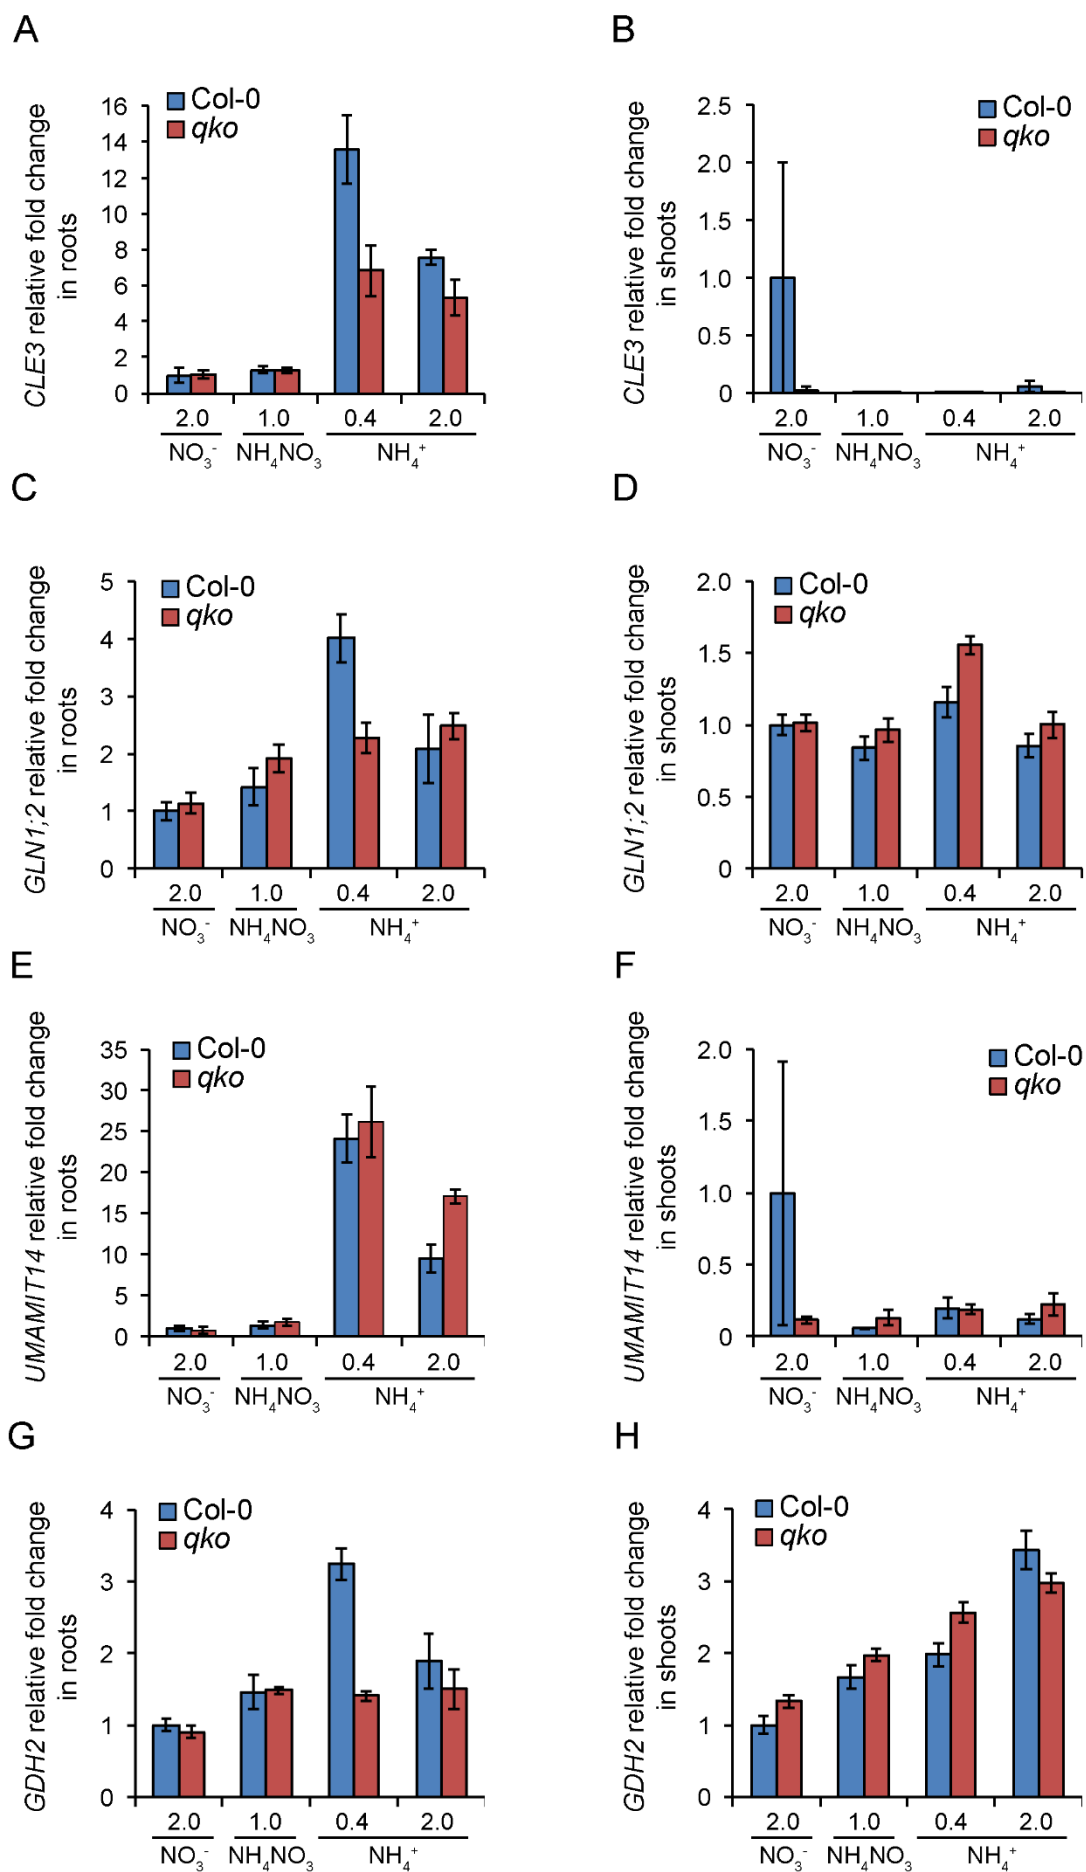 A
CLE3 relative fold change
in roots
Col-0
qko
16
14
12
10
8
6
4
2
0
2.0 1.0 0.4 2.0
NO₃⁻ NH₄NO₃ NH₄⁺
B
CLE3 relative fold change
in shoots
Col-0
qko
2.5
2.0
1.5
1.0
0.5
0
2.0 1.0 0.4 2.0
NO₃⁻ NH₄NO₃ NH₄⁺
C
GLN1;2 relative fold change
in roots
Col-0
qko
5
4
3
2
1
0
2.0 1.0 0.4 2.0
NO₃⁻ NH₄NO₃ NH₄⁺
D
GLN1;2 relative fold change
in shoots
Col-0
qko
2.0
1.5
1.0
0.5
0
2.0 1.0 0.4 2.0
NO₃⁻ NH₄NO₃ NH₄⁺
E
UMAMIT14 relative fold change
in roots
Col-0
qko
35
30
25
20
15
10
5
0
2.0 1.0 0.4 2.0
NO₃⁻ NH₄NO₃ NH₄⁺
F
UMAMIT14 relative fold change
in shoots
Col-0
qko
2.0
1.5
1.0
0.5
0
2.0 1.0 0.4 2.0
NO₃⁻ NH₄NO₃ NH₄⁺
G
GDH2 relative fold change
in roots
Col-0
qko
4
3
2
1
0
2.0 1.0 0.4 2.0
NO₃⁻ NH₄NO₃ NH₄⁺
H
GDH2 relative fold change
in shoots
Col-0
qko
4
3
2
1
0
2.0 1.0 0.4 2.0
NO₃⁻ NH₄NO₃ NH₄⁺